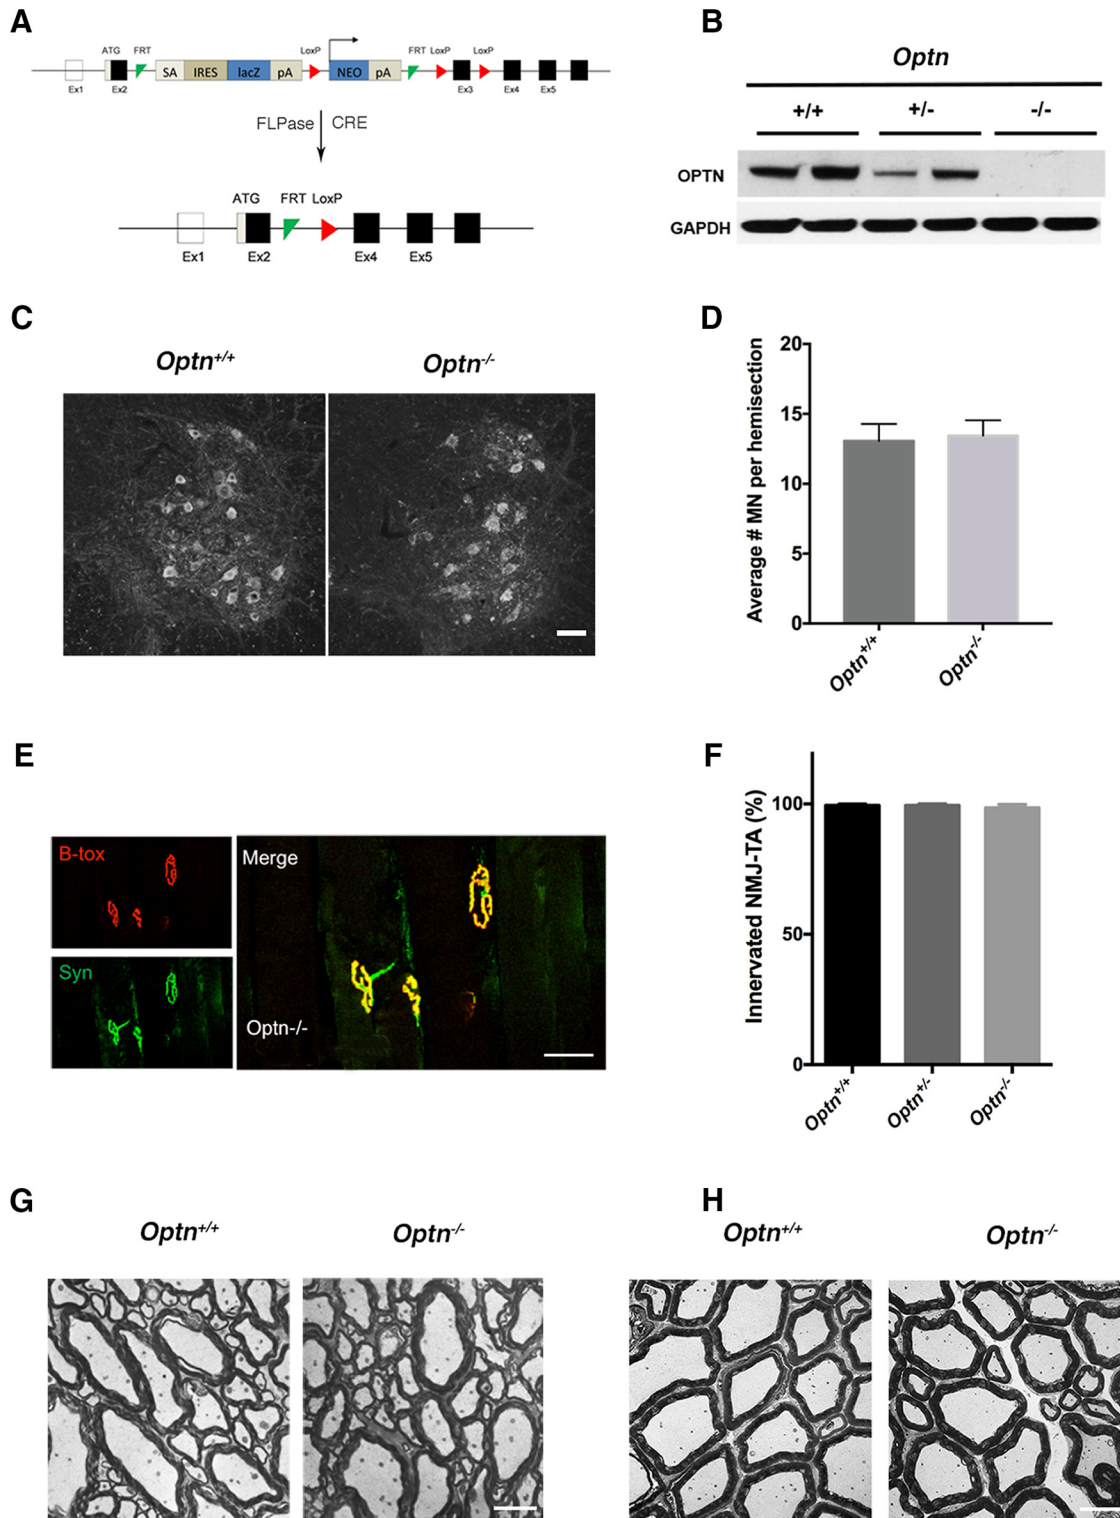 A
ATG FRT LoxP FRT LoxP LoxP
SA IRES lacZ pA NEO pA
Ex1 Ex2 Ex3 Ex4 Ex5
FLPase CRE
ATG FRT LoxP
Ex1 Ex2 Ex4 Ex5
B
Optn
+/+ +/- -/-
OPTN
GAPDH
C
Optn+/+ Optn-/-
D
Average # MN per hemisection
20
15
10
5
0
Optn+/+ Optn-/-
E
B-tox
Syn
Merge
Optn-/-
F
Innervated NMJ-TA (%)
100
50
0
Optn+/+ Optn+/- Optn-/-
G
Optn+/+ Optn-/-
H
Optn+/+ Optn-/-